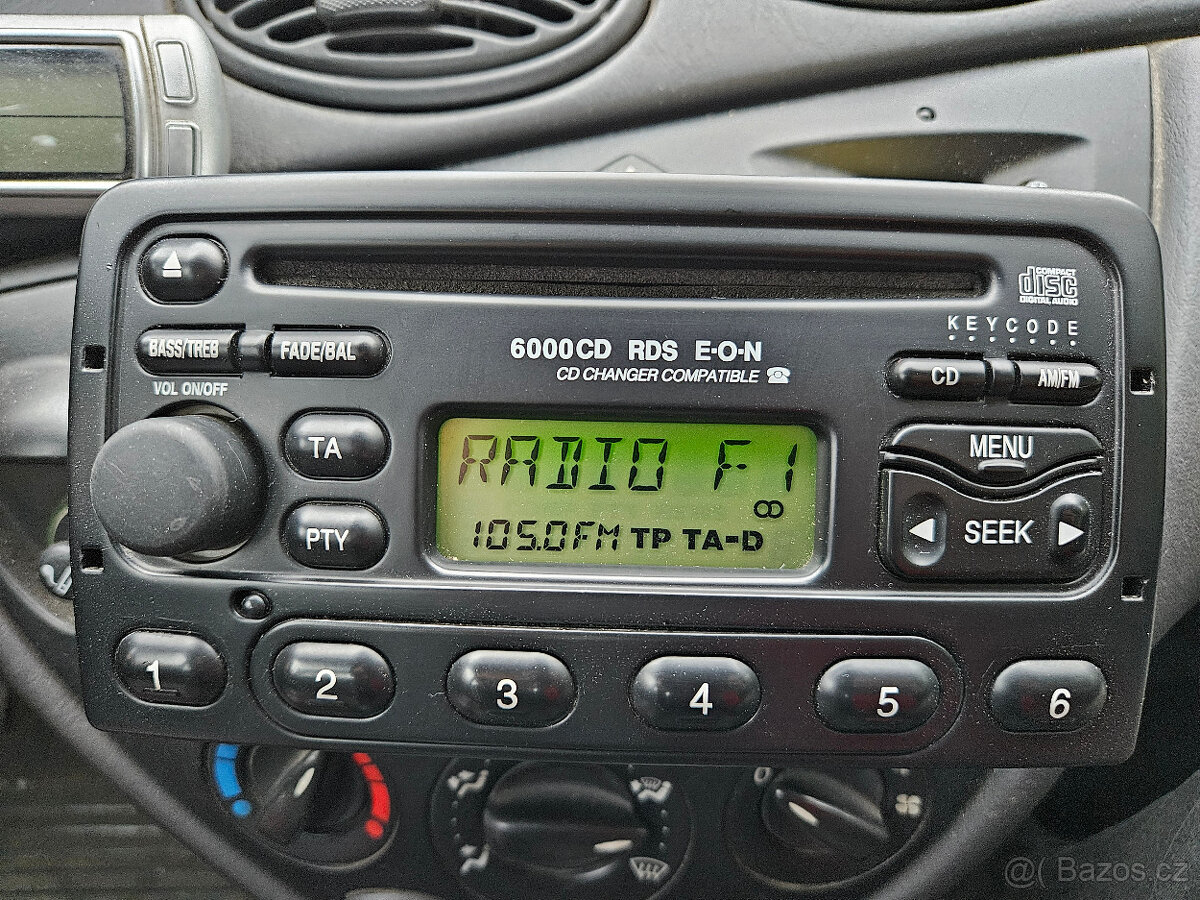 COMPACT
disc
DIGITAL AUDIO
KEYCODE
BASS/TREB FADE/BAL
6000CD RDS E·O·N
CD CHANGER COMPATIBLE
CD AM/FM
VOL ON/OFF
TA
PTY
RADIO F1
105.0FM TP TA-D
MENU
SEEK
1 2 3 4 5 6
0
@( Bazos.cz